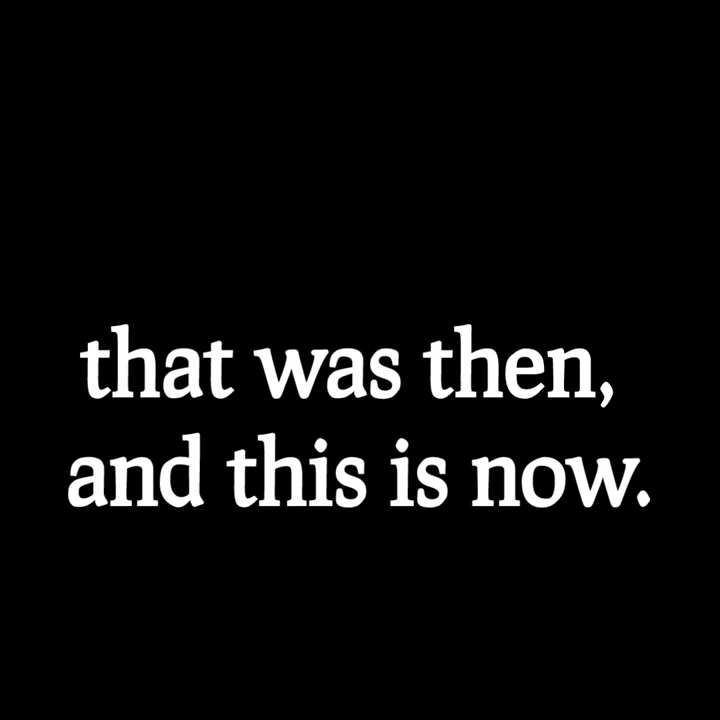 that was then,
and this is now.